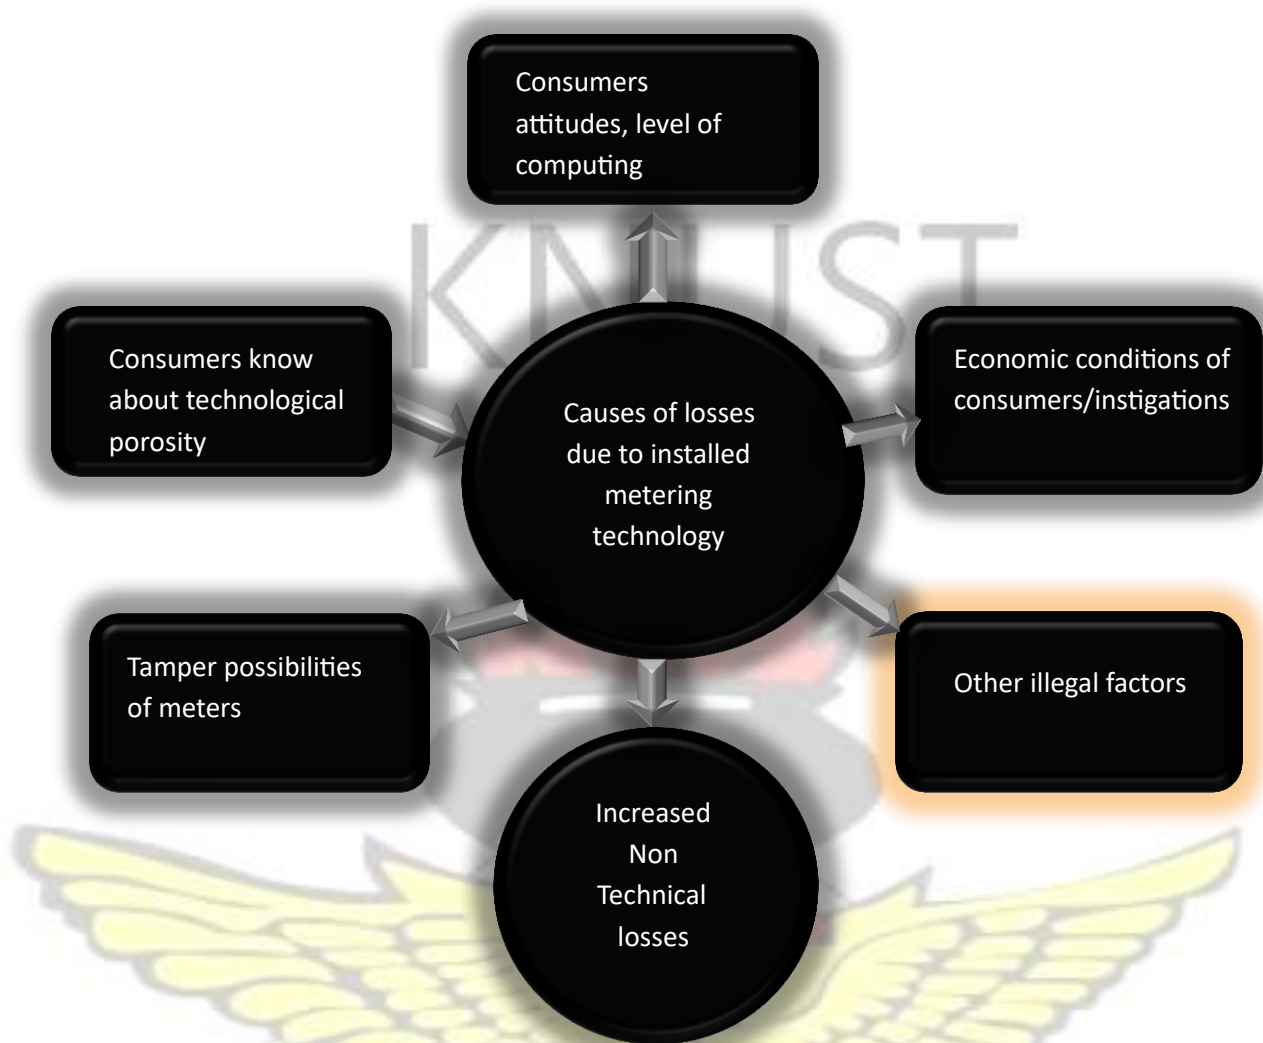 Consumers
attitudes, level of
computing
KNUST
Consumers know
about technological
porosity
Economic conditions of
consumers/instigations
Causes of losses
due to installed
metering
technology
Tamper possibilities
of meters
Other illegal factors
Increased
Non
Technical
losses